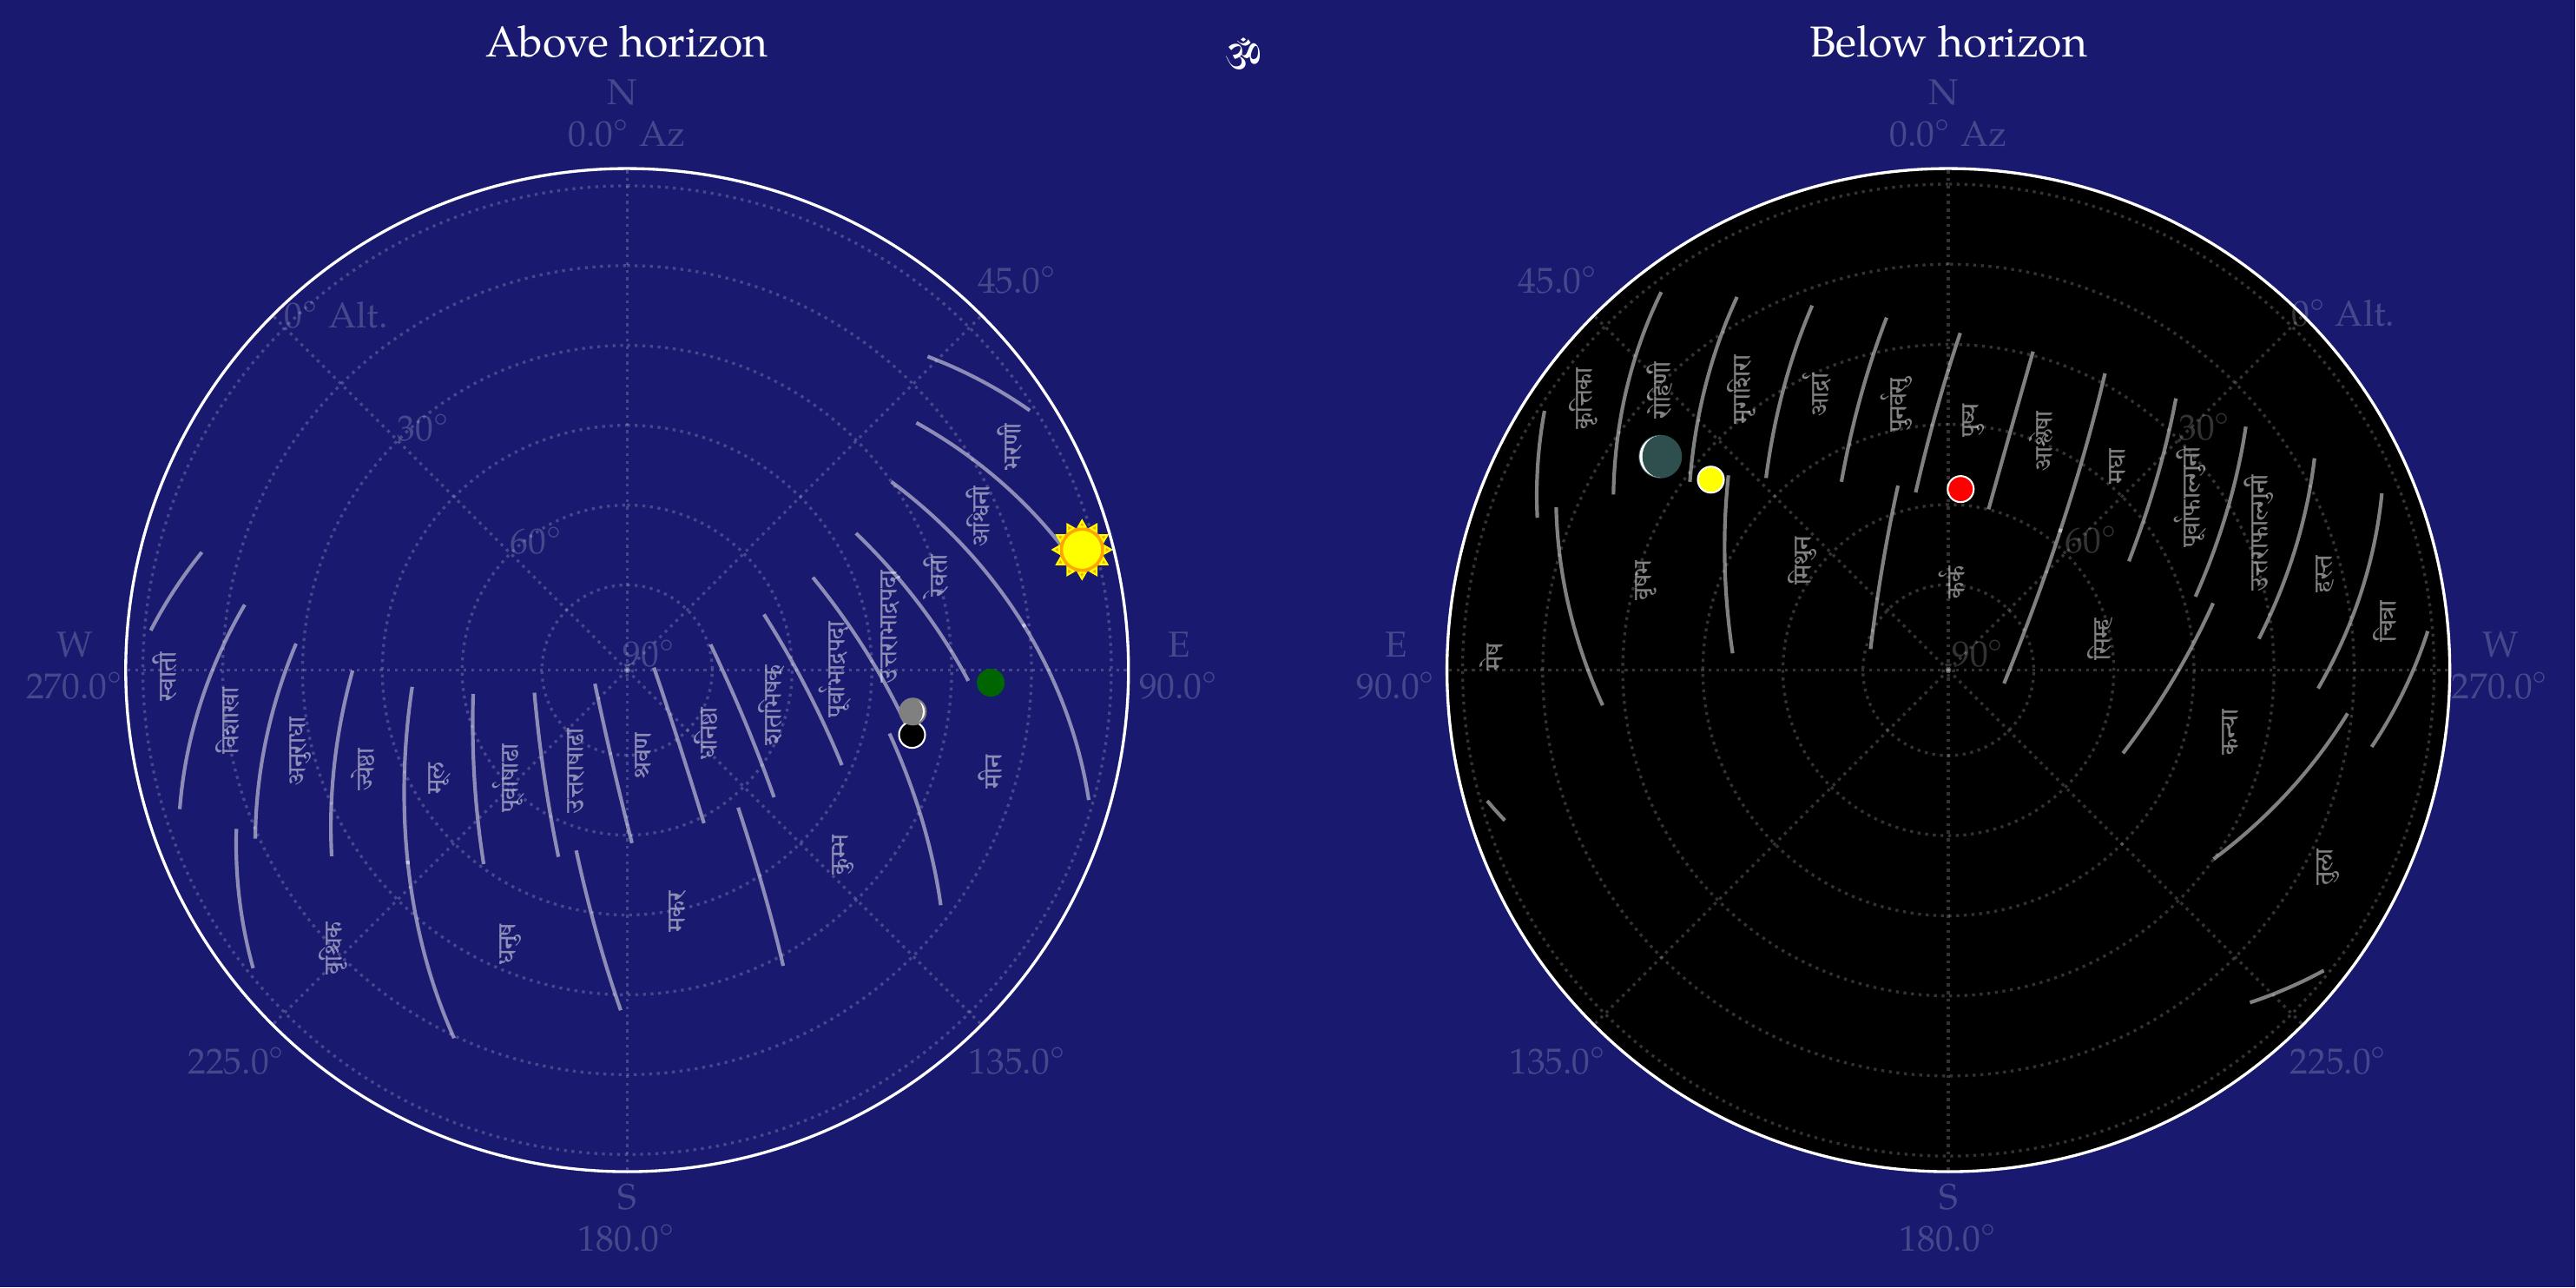 Above horizon
ॐ
Below horizon
N
0.0° Az
45.0°
0° Alt.
30°
60°
90°
W
270.0°
E
90.0°
225.0°
135.0°
S
180.0°
भरणी
अश्विनी
रेवती
उत्तराभाद्रपदा
पूर्वाभाद्रपदा
शतभिषक्
धनिष्ठा
श्रवण
उत्तराषाढा
पूर्वाषाढा
मूल
ज्येष्ठा
अनुराधा
विशाखा
स्वाती
मीन
कुम्भ
मकर
धनुष
वृश्चिक
N
0.0° Az
45.0°
0° Alt.
30°
60°
90°
E
90.0°
W
270.0°
135.0°
225.0°
S
180.0°
कृत्तिका
रोहिणी
मृगशिरा
आर्द्रा
पुनर्वसु
पुष्य
आश्लेषा
मघा
पूर्वाफाल्गुनी
उत्तराफाल्गुनी
हस्त
चित्रा
मेष
वृषभ
मिथुन
कर्क
सिम्ह
कन्या
तुला